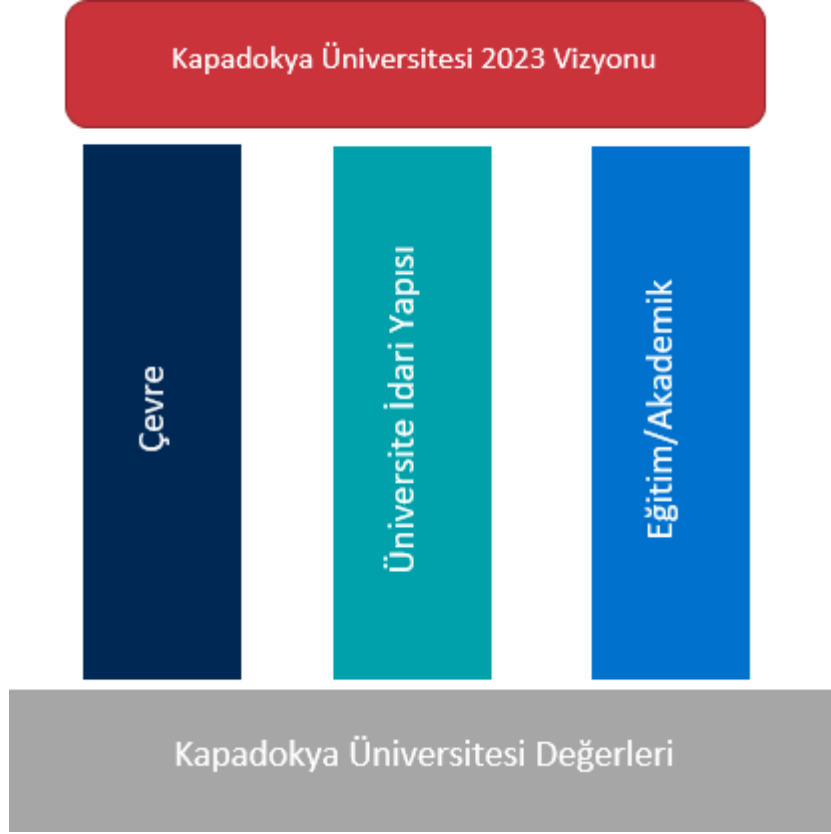 Kapadokya Üniversitesi 2023 Vizyonu
Çevre
Üniversite İdari Yapısı
Eğitim/Akademik
Kapadokya Üniversitesi Değerleri